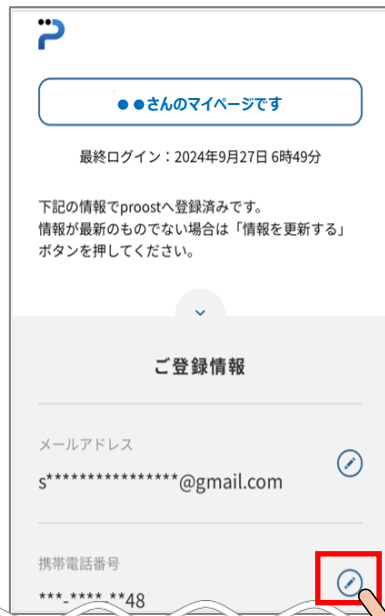 ●●さんのマイページです
最終ログイン：2024年9月27日 6時49分
下記の情報でproostへ登録済みです。
情報が最新のものでない場合は「情報を更新する」
ボタンを押してください。
ご登録情報
メールアドレス
s****************@gmail.com
携帯電話番号
***-****-**48